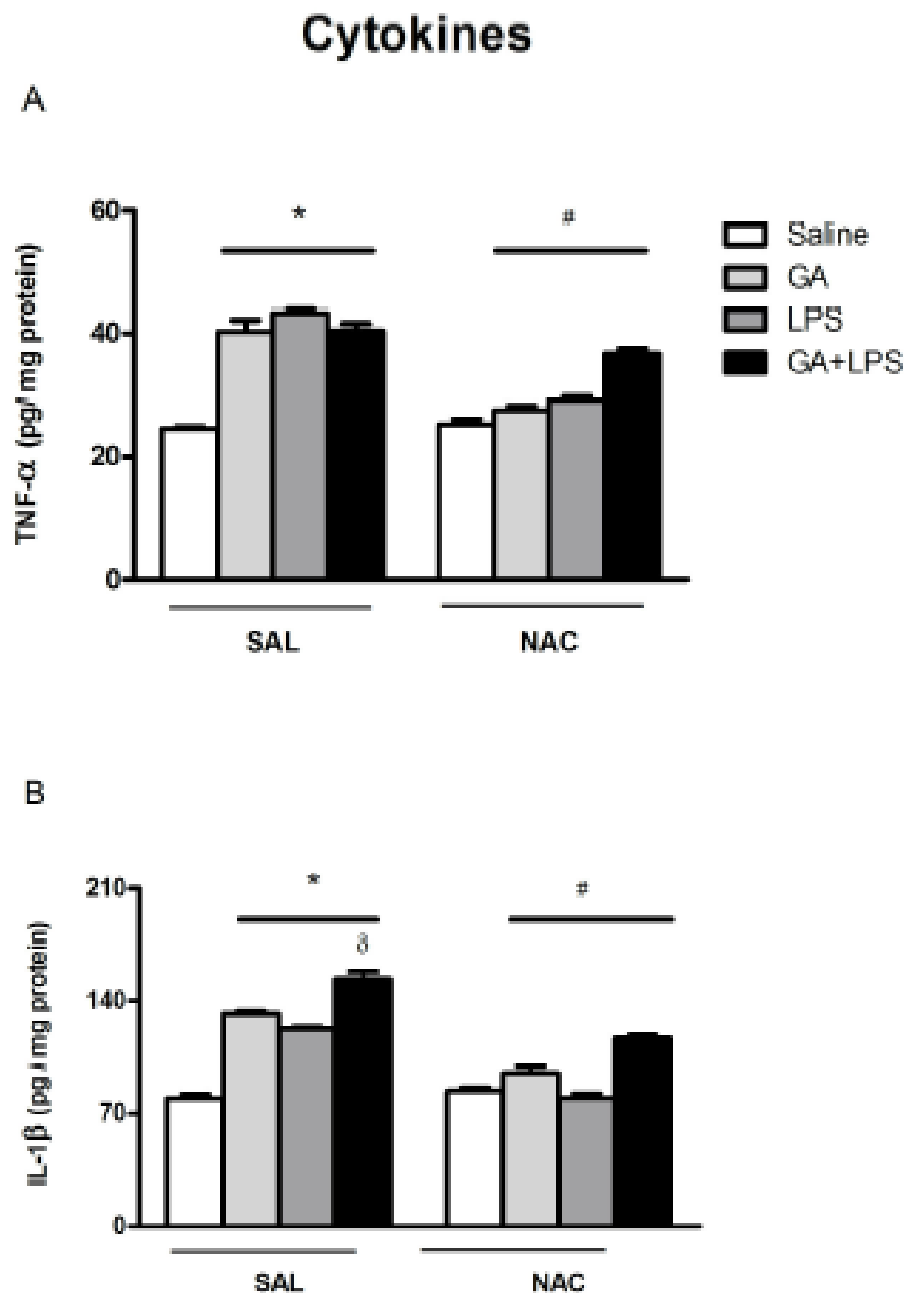 Cytokines
A
60
40
20
0
TNF-α (pg/ mg protein)
*
#
Saline
GA
LPS
GA+LPS
SAL
NAC
B
210
140
70
0
IL-1β (pg/mg protein)
*
∂
#
SAL
NAC